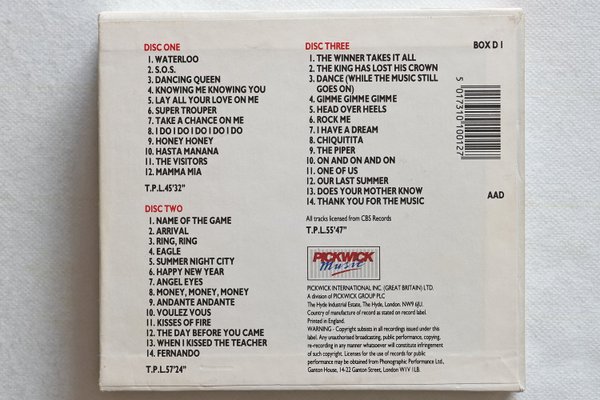 DISC ONE
1. WATERLOO
2. S.O.S.
3. DANCING QUEEN
4. KNOWING ME KNOWING YOU
5. LAY ALL YOUR LOVE ON ME
6. SUPER TROUPER
7. TAKE A CHANCE ON ME
8. I DO I DO I DO I DO I DO
9. HONEY HONEY
10. HASTA MANANA
11. THE VISITORS
12. MAMMA MIA
T.P.L.45'32"
DISC TWO
1. NAME OF THE GAME
2. ARRIVAL
3. RING, RING
4. EAGLE
5. SUMMER NIGHT CITY
6. HAPPY NEW YEAR
7. ANGEL EYES
8. MONEY, MONEY, MONEY
9. ANDANTE ANDANTE
10. VOULEZ VOUS
11. KISSES OF FIRE
12. THE DAY BEFORE YOU CAME
13. WHEN I KISSED THE TEACHER
14. FERNANDO
T.P.L.57'24"
DISC THREE
1. THE WINNER TAKES IT ALL
2. THE KING HAS LOST HIS CROWN
3. DANCE (WHILE THE MUSIC STILL
GOES ON)
4. GIMME GIMME GIMME
5. HEAD OVER HEELS
6. ROCK ME
7. I HAVE A DREAM
8. CHIQUITITA
9. THE PIPER
10. ON AND ON AND ON
11. ONE OF US
12. OUR LAST SUMMER
13. DOES YOUR MOTHER KNOW
14. THANK YOU FOR THE MUSIC
All tracks licensed from CBS Records
T.P.L.55'47"
PICKWICK
Music
PICKWICK INTERNATIONAL INC. (GREAT BRITAIN) LTD.
A division of PICKWICK GROUP PLC
The Hyde Industrial Estate, The Hyde, London, NW9 6JU.
Country of manufacture of record as stated on record label.
Printed in England.
WARNING - Copyright subsists in all recordings issued under this
label. Any unauthorised broadcasting, public performance, copying,
re-recording in any manner whatsoever will constitute infringement
of such copyright. Licenses for the use of records for public
performance may be obtained from Phonographic Performance Ltd.,
Ganton House, 14-22 Ganton Street, London W1V 1LB.
BOX D 1
5 017310 100127
AAD